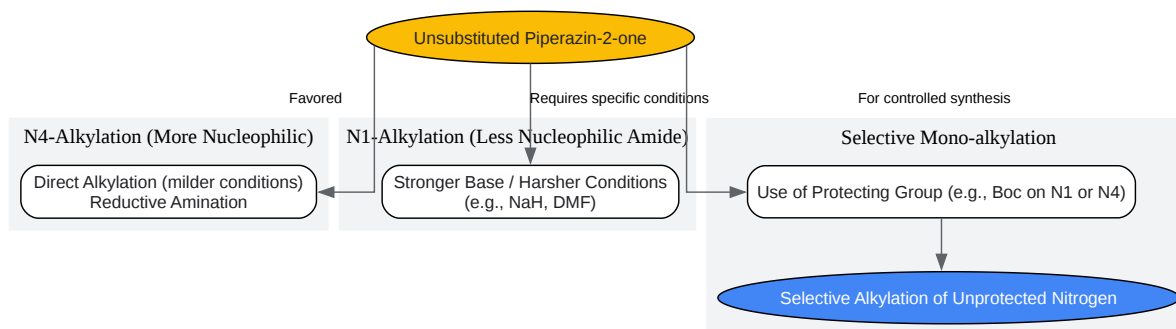 Unsubstituted Piperazin-2-one
Favored
Requires specific conditions
For controlled synthesis
N4-Alkylation (More Nucleophilic)
N1-Alkylation (Less Nucleophilic Amide)
Selective Mono-alkylation
Direct Alkylation (milder conditions)
Reductive Amination
Stronger Base / Harsher Conditions
(e.g., NaH, DMF)
Use of Protecting Group (e.g., Boc on N1 or N4)
Selective Alkylation of Unprotected Nitrogen